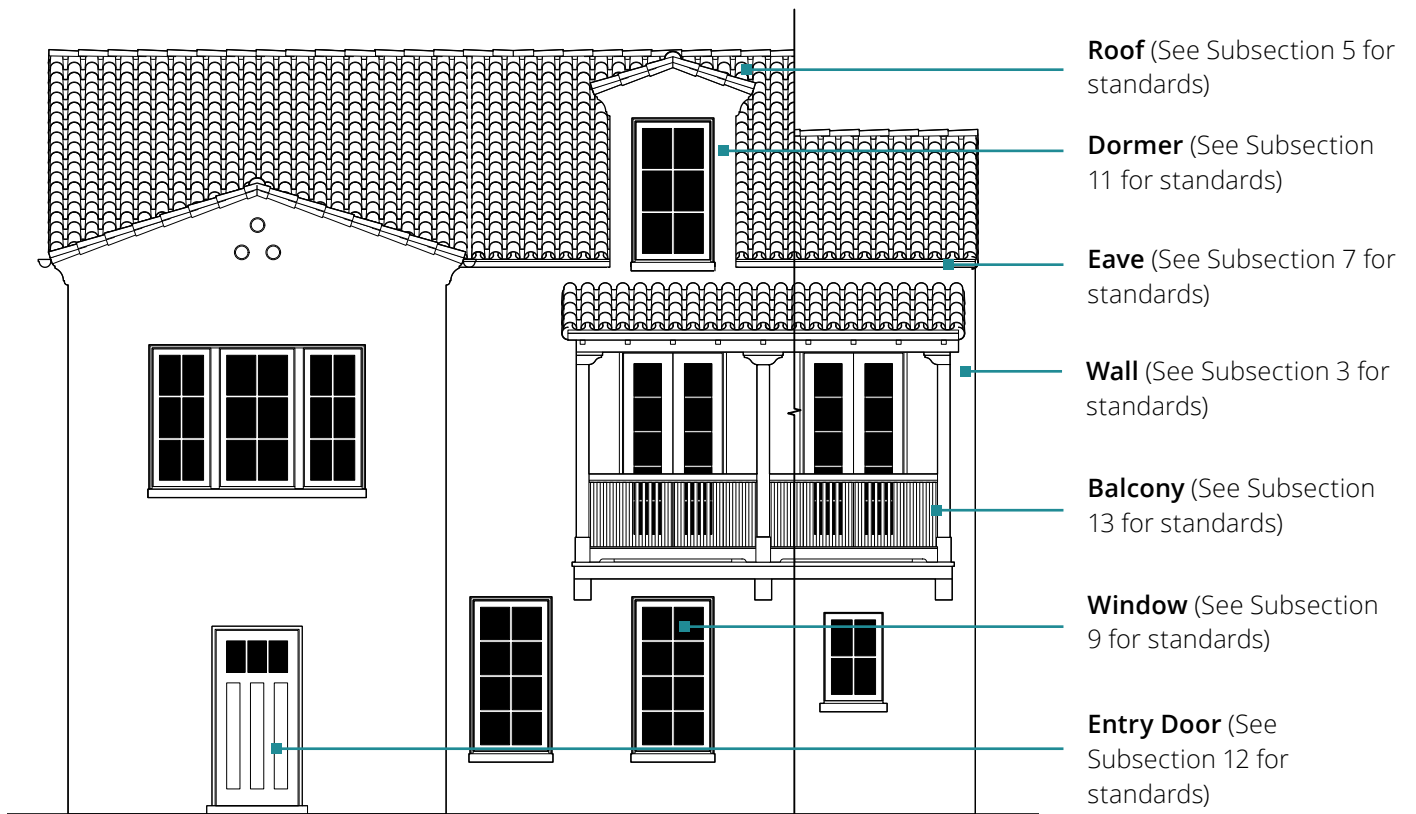 Roof (See Subsection 5 for
standards)
Dormer (See Subsection
11 for standards)
Eave (See Subsection 7 for
standards)
Wall (See Subsection 3 for
standards)
Balcony (See Subsection
13 for standards)
Window (See Subsection
9 for standards)
Entry Door (See
Subsection 12 for
standards)